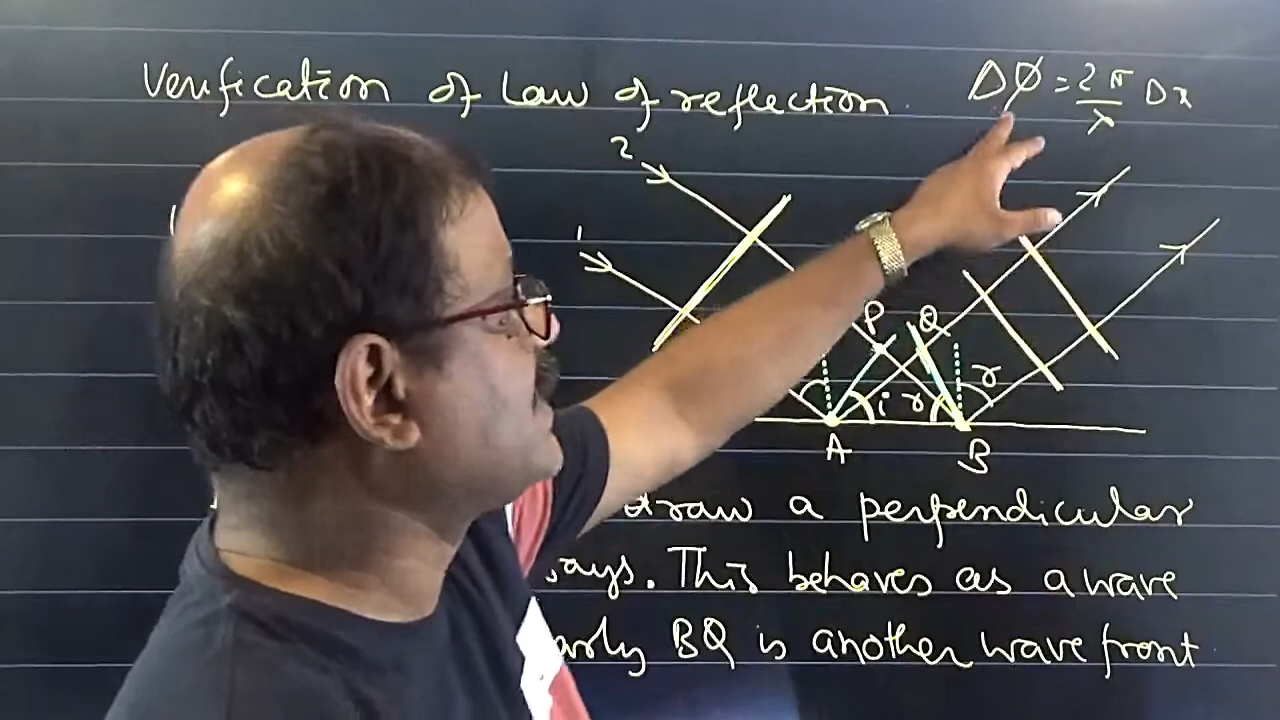 Verification of Law of reflection
Δφ = 2π/λ Δx
2
1
P Q
r
i r
A B
draw a perpendicular
rays. This behaves as a wave
BQ is another wave front